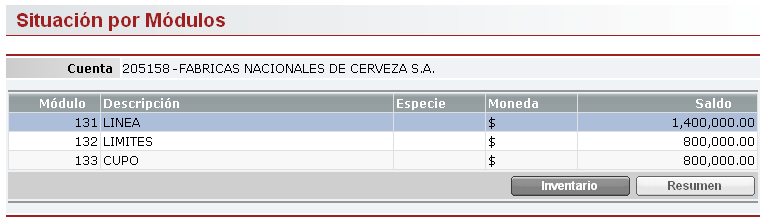 Situación por Módulos
Cuenta 205158 -FABRICAS NACIONALES DE CERVEZA S.A.
Módulo Descripción Especie Moneda Saldo
131 LINEA $ 1,400,000.00
132 LIMITES $ 800,000.00
133 CUPO $ 800,000.00
Inventario Resumen